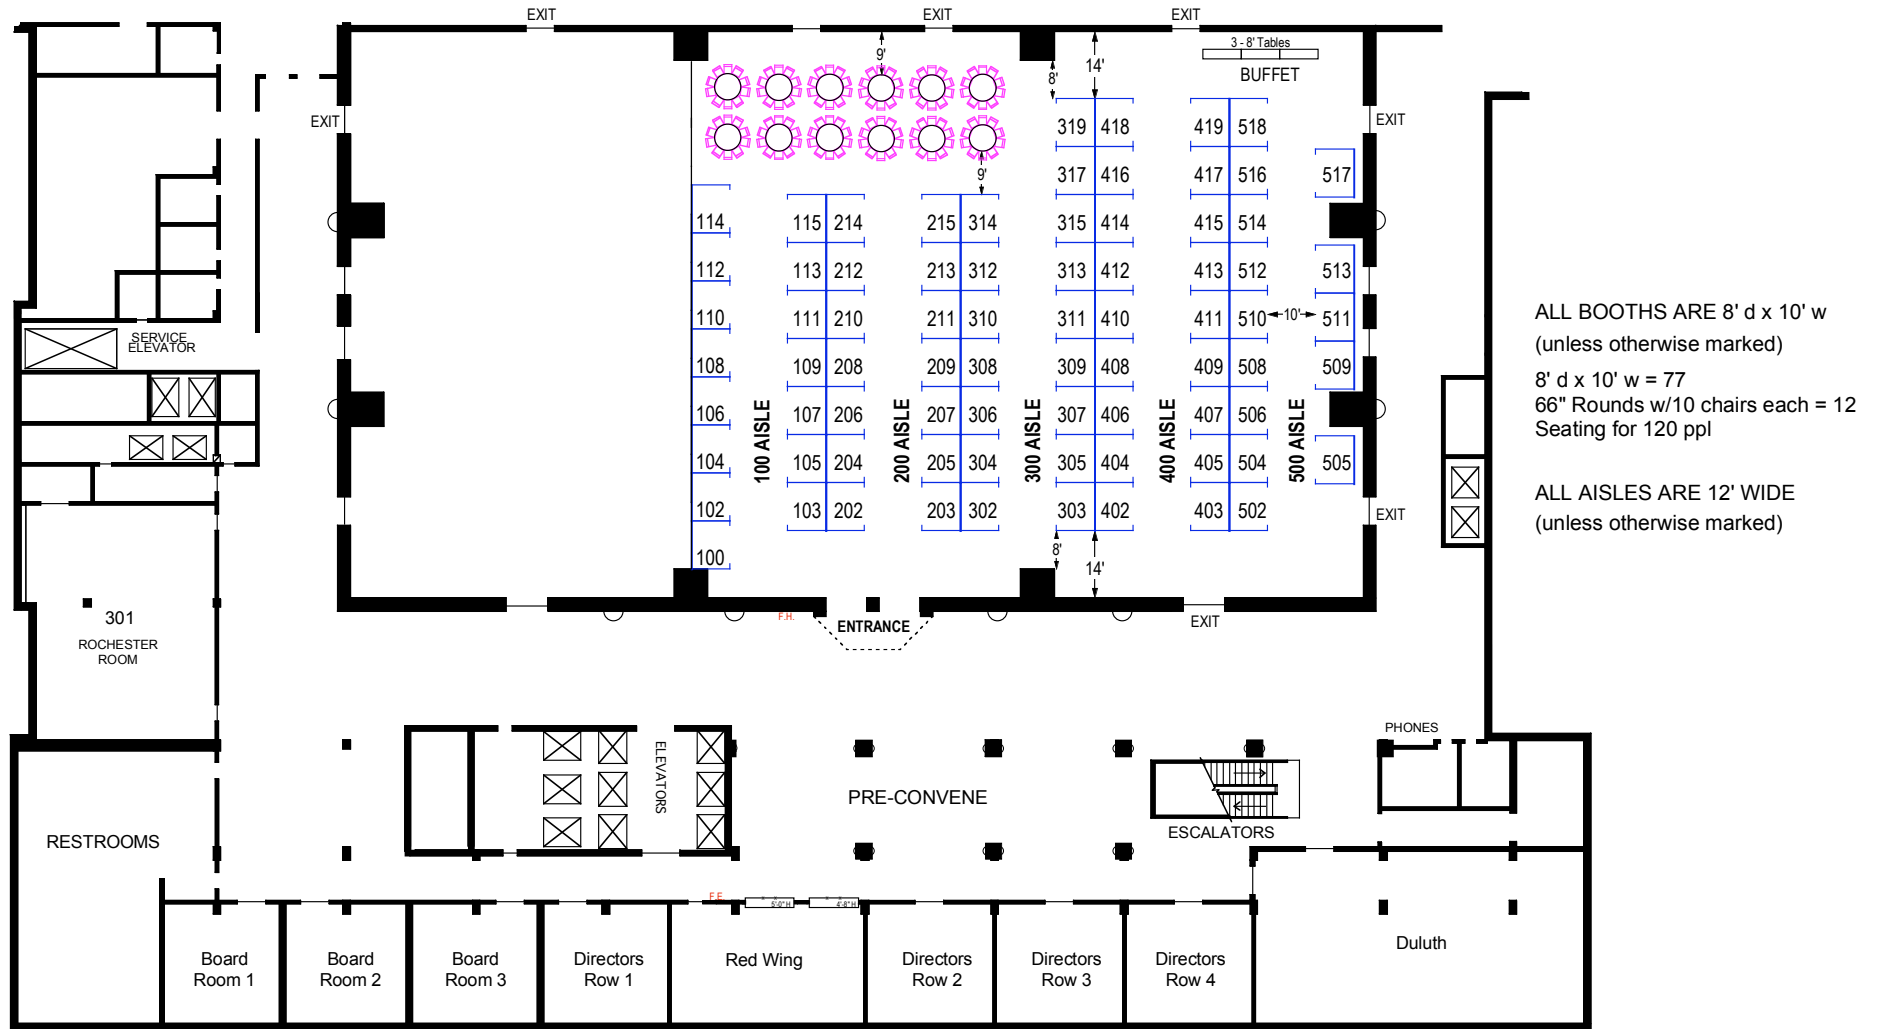 EXIT
EXIT
EXIT
3 - 8' Tables
BUFFET
9'
14'
8'
EXIT
EXIT
319 418
419 518
317 416
417 516
517
9'
114
115 214
215 314
315 414
415 514
112
113 212
213 312
313 412
413 512
513
110
111 210
211 310
311 410
411 510
10'
511
108
109 208
209 308
309 408
409 508
509
106
107 206
207 306
307 406
407 506
104
105 204
205 304
305 404
405 504
505
102
103 202
203 302
303 402
403 502
100
100 AISLE
200 AISLE
300 AISLE
400 AISLE
500 AISLE
EXIT
8'
14'
F.H.
ENTRANCE
EXIT
ALL BOOTHS ARE 8' d x 10' w
(unless otherwise marked)
8' d x 10' w = 77
66" Rounds w/10 chairs each = 12
Seating for 120 ppl
ALL AISLES ARE 12' WIDE
(unless otherwise marked)
SERVICE
ELEVATOR
301
ROCHESTER
ROOM
ELEVATORS
PRE-CONVENE
PHONES
ESCALATORS
RESTROOMS
F.E.
5'-0" H
4'-8" H
Board
Room 1
Board
Room 2
Board
Room 3
Directors
Row 1
Red Wing
Directors
Row 2
Directors
Row 3
Directors
Row 4
Duluth